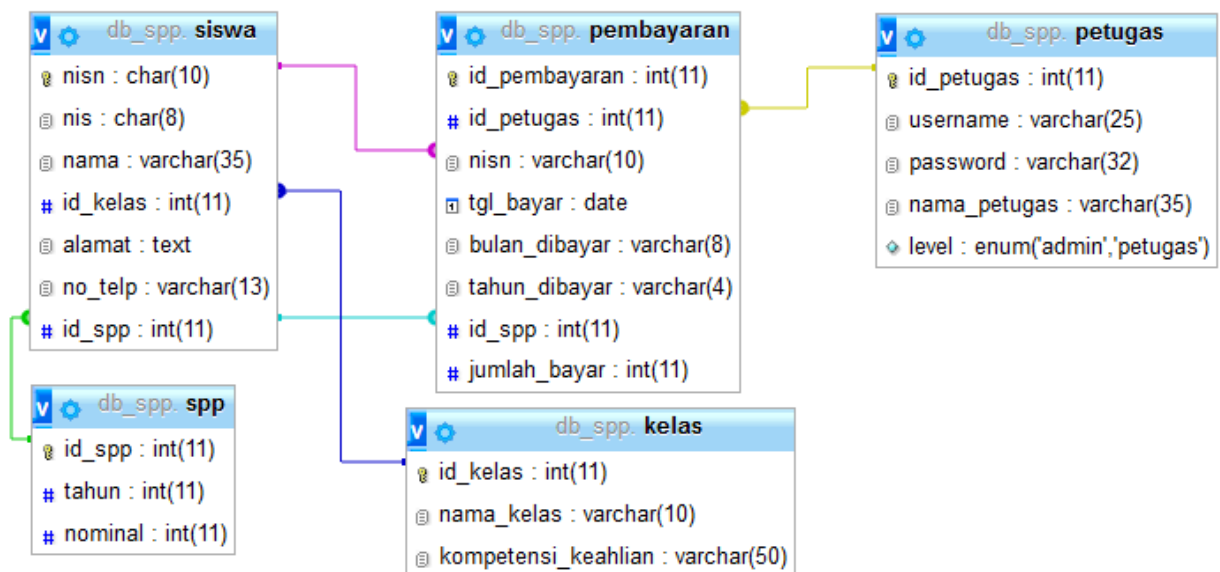 db_spp. siswa
nisn : char(10)
nis : char(8)
nama : varchar(35)
# id_kelas : int(11)
alamat : text
no_telp : varchar(13)
# id_spp : int(11)
db_spp. pembayaran
id_pembayaran : int(11)
# id_petugas : int(11)
nisn : varchar(10)
tgl_bayar : date
bulan_dibayar : varchar(8)
tahun_dibayar : varchar(4)
# id_spp : int(11)
# jumlah_bayar : int(11)
db_spp. petugas
id_petugas : int(11)
username : varchar(25)
password : varchar(32)
nama_petugas : varchar(35)
level : enum('admin','petugas')
db_spp. spp
id_spp : int(11)
# tahun : int(11)
# nominal : int(11)
db_spp. kelas
id_kelas : int(11)
nama_kelas : varchar(10)
kompetensi_keahlian : varchar(50)